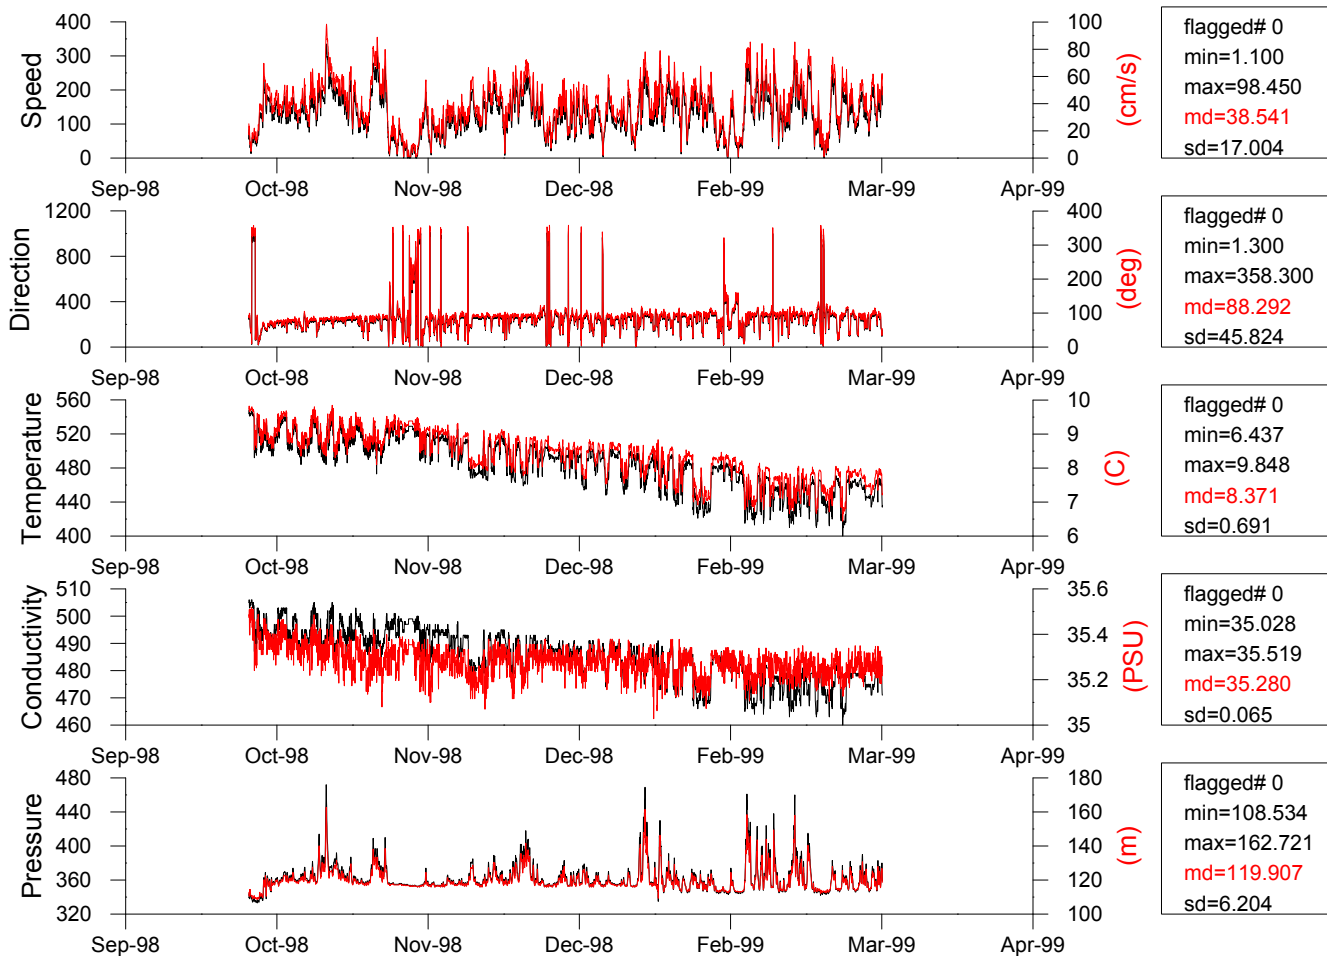 400 100
300 80
200 60
100 40
0 20
0
Speed
(cm/s)
Sep-98 Oct-98 Nov-98 Dec-98 Feb-99 Mar-99 Apr-99
flagged# 0
min=1.100
max=98.450
md=38.541
sd=17.004
1200 400
800 300
400 200
0 100
0
Direction
(deg)
Sep-98 Oct-98 Nov-98 Dec-98 Feb-99 Mar-99 Apr-99
flagged# 0
min=1.300
max=358.300
md=88.292
sd=45.824
560 10
520 9
480 8
440 7
400 6
Temperature
(C)
Sep-98 Oct-98 Nov-98 Dec-98 Feb-99 Mar-99 Apr-99
flagged# 0
min=6.437
max=9.848
md=8.371
sd=0.691
510 35.6
500 35.4
490 35.2
480 35
470
460
Conductivity
(PSU)
Sep-98 Oct-98 Nov-98 Dec-98 Feb-99 Mar-99 Apr-99
flagged# 0
min=35.028
max=35.519
md=35.280
sd=0.065
480 180
440 160
400 140
360 120
320 100
Pressure
(m)
Sep-98 Oct-98 Nov-98 Dec-98 Feb-99 Mar-99 Apr-99
flagged# 0
min=108.534
max=162.721
md=119.907
sd=6.204